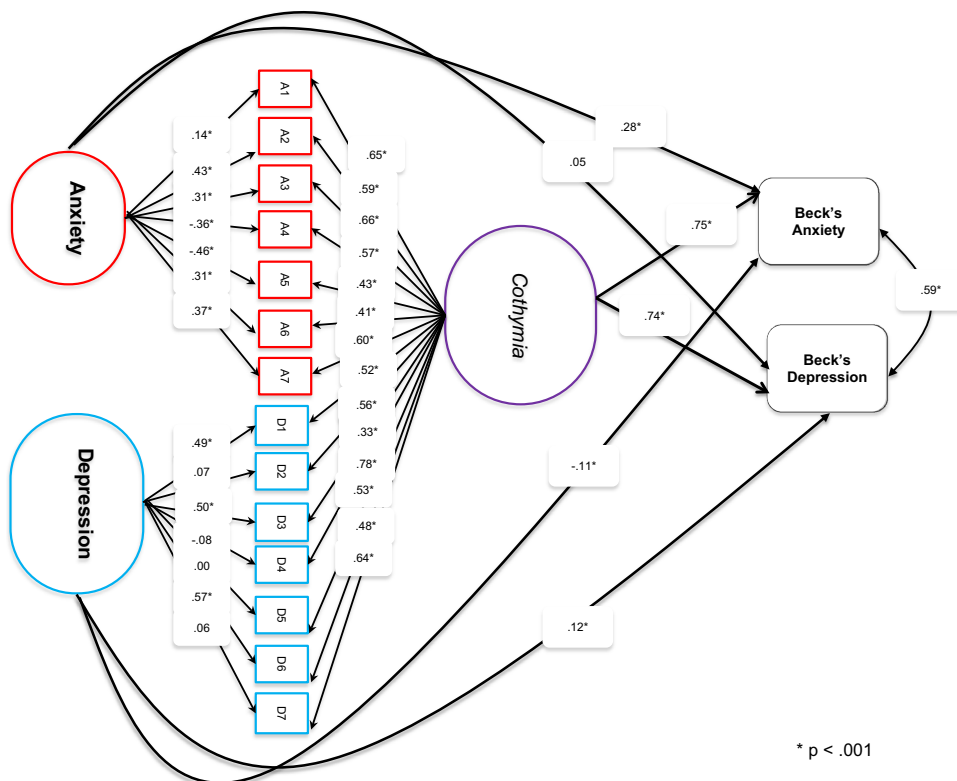 A1
A2
A3
A4
A5
A6
A7
D1
D2
D3
D4
D5
D6
D7
Anxiety
Depression
.14*
.43*
.31*
-.36*
-.46*
.31*
.37*
.49*
.07
.50*
-.08
.00
.57*
.06
.65*
.59*
.66*
.57*
.43*
.41*
.60*
.52*
.56*
.33*
.78*
.53*
.48*
.64*
Cothymia
.28*
.05
.75*
.74*
-.11*
.12*
Beck's
Anxiety
Beck's
Depression
.59*
* p < .001